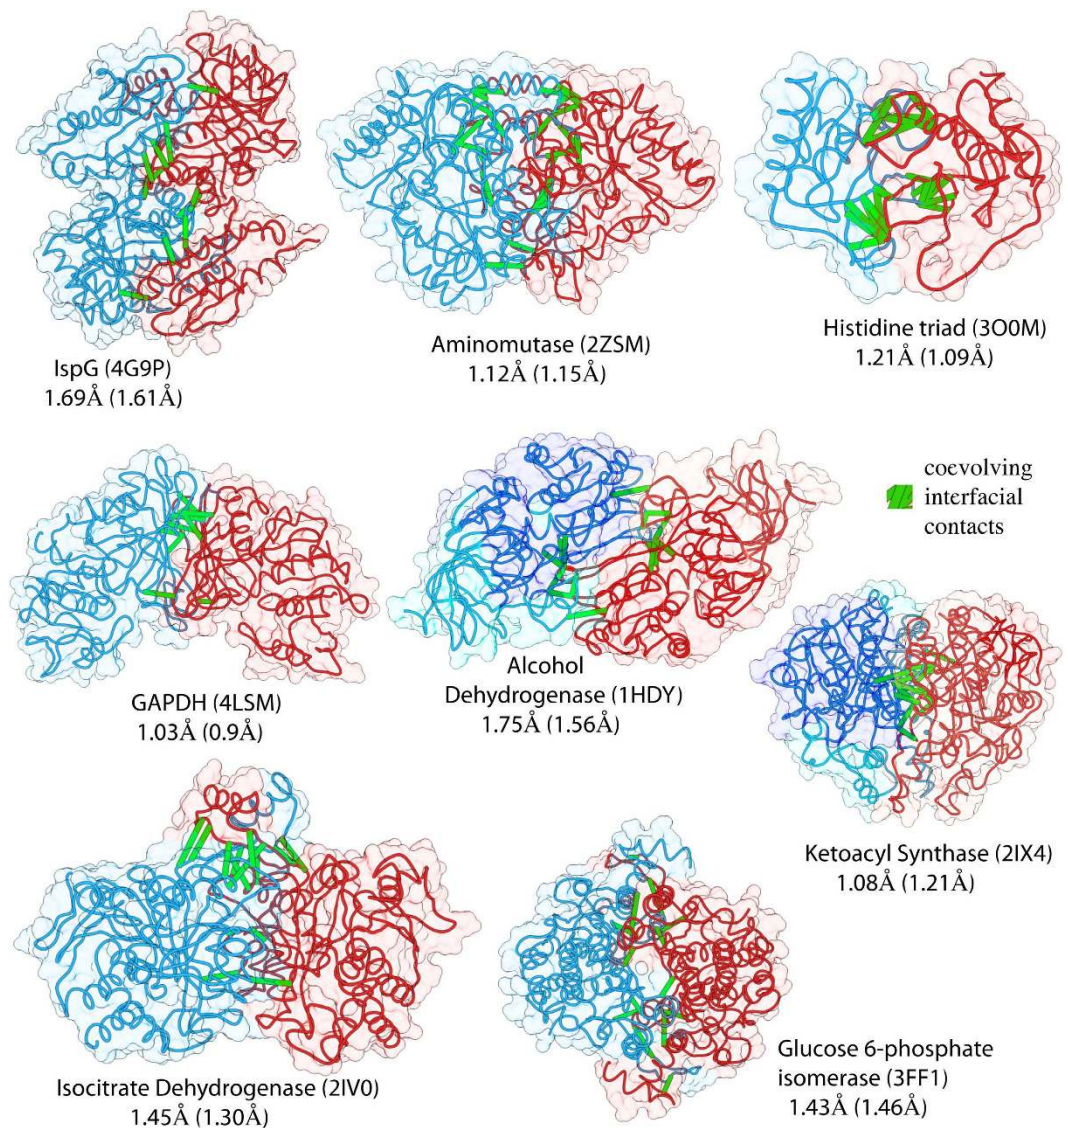 IspG (4G9P)
1.69Å (1.61Å)
Aminomutase (2ZSM)
1.12Å (1.15Å)
Histidine triad (3O0M)
1.21Å (1.09Å)
GAPDH (4LSM)
1.03Å (0.9Å)
Alcohol
Dehydrogenase (1HDY)
1.75Å (1.56Å)
coevolving
interfacial
contacts
Ketoacyl Synthase (2IX4)
1.08Å (1.21Å)
Isocitrate Dehydrogenase (2IV0)
1.45Å (1.30Å)
Glucose 6-phosphate
isomerase (3FF1)
1.43Å (1.46Å)